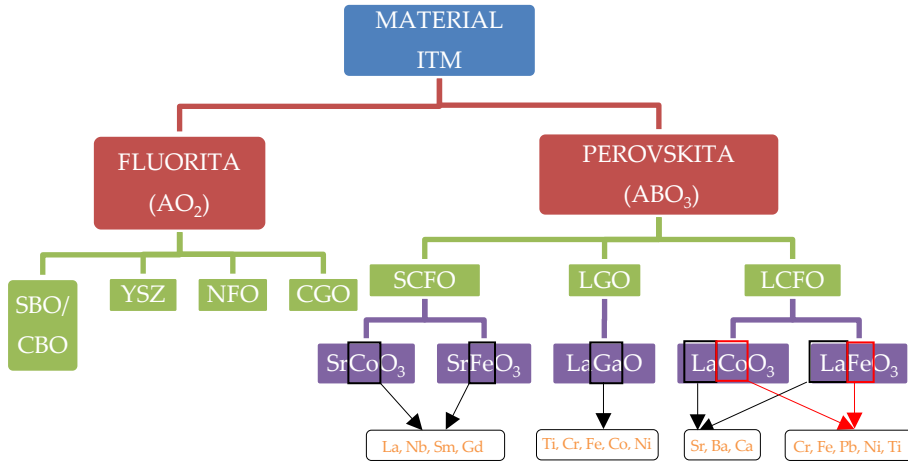 MATERIAL
ITM
FLUORITA
(AO₂)
PEROVSKITA
(ABO₃)
SBO/
CBO
YSZ
NFO
CGO
SCFO
LGO
LCFO
SrCoO₃
SrFeO₃
LaGaO
LaCoO₃
LaFeO₃
La, Nb, Sm, Gd
Ti, Cr, Fe, Co, Ni
Sr, Ba, Ca
Cr, Fe, Pb, Ni, Ti